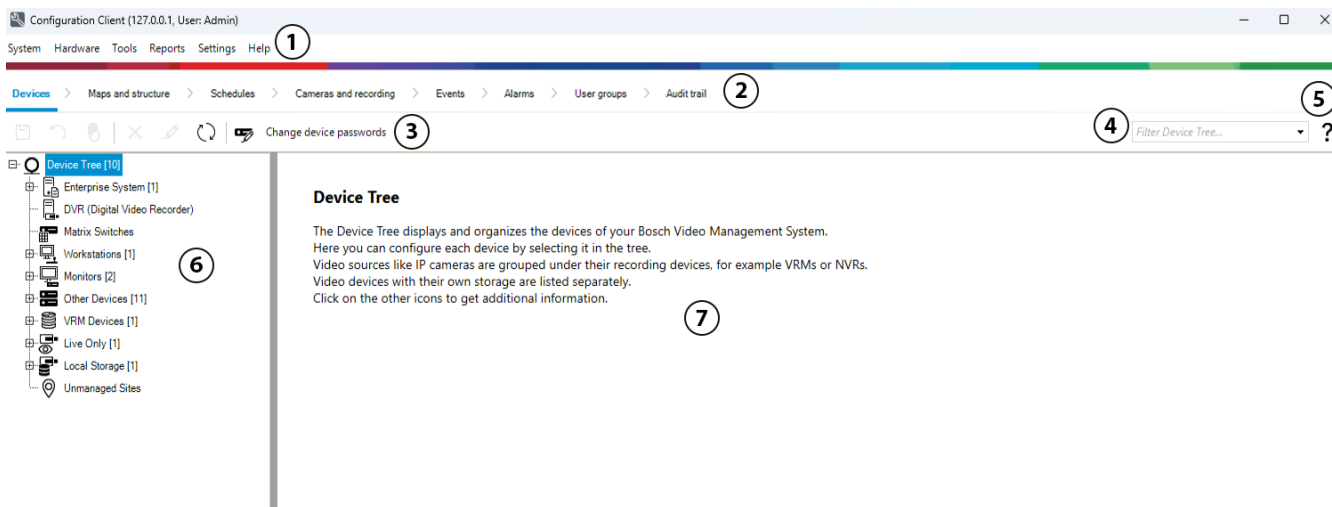 Configuration Client (127.0.0.1, User: Admin)
System Hardware Tools Reports Settings Help 1
Devices > Maps and structure > Schedules > Cameras and recording > Events > Alarms > User groups > Audit trail 2
5
Change device passwords 3
4 Filter Device Tree... ?
Device Tree [10]
Enterprise System [1]
DVR (Digital Video Recorder)
Matrix Switches
Workstations [1]
Monitors [2]
Other Devices [11]
VRM Devices [1]
Live Only [1]
Local Storage [1]
Unmanaged Sites
6
Device Tree
The Device Tree displays and organizes the devices of your Bosch Video Management System.
Here you can configure each device by selecting it in the tree.
Video sources like IP cameras are grouped under their recording devices, for example VRMs or NVRs.
Video devices with their own storage are listed separately.
Click on the other icons to get additional information.
7